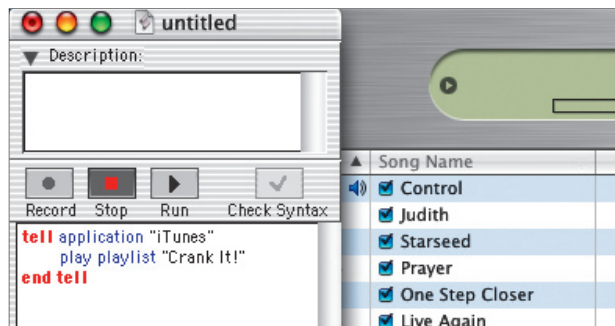 untitled
Description:
Record Stop Run Check Syntax
tell application "iTunes"
play playlist "Crank It!"
end tell
Song Name
Control
Judith
Starseed
Prayer
One Step Closer
Live Again